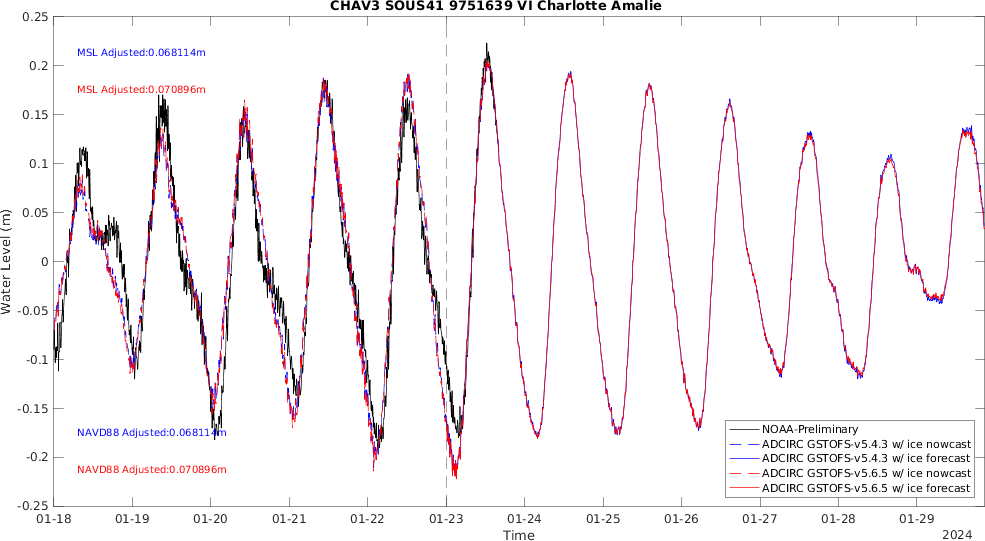 CHAV3 SOUS41 9751639 VI Charlotte Amalie
0.25
0.2
0.15
0.1
0.05
0
-0.05
-0.1
-0.15
-0.2
-0.25
Water Level (m)
MSL Adjusted:0.068114m
MSL Adjusted:0.070896m
NAVD88 Adjusted:0.068114m
NAVD88 Adjusted:0.070896m
NOAA-Preliminary
ADCIRC GSTOFS-v5.4.3 w/ ice nowcast
ADCIRC GSTOFS-v5.4.3 w/ ice forecast
ADCIRC GSTOFS-v5.6.5 w/ ice nowcast
ADCIRC GSTOFS-v5.6.5 w/ ice forecast
01-18 01-19 01-20 01-21 01-22 01-23 01-24 01-25 01-26 01-27 01-28 01-29
Time
2024